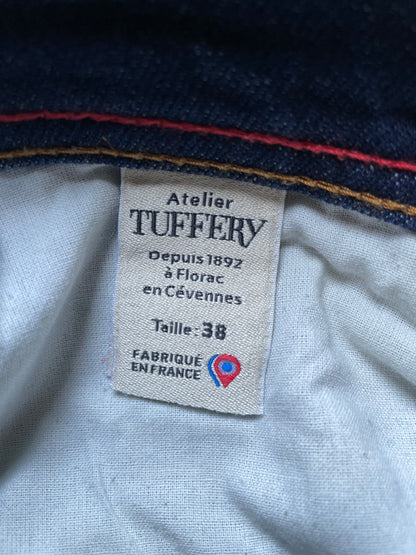 Atelier
TUFFERY
Depuis 1892
à Florac
en Cévennes
Taille : 38
FABRIQUÉ
EN FRANCE